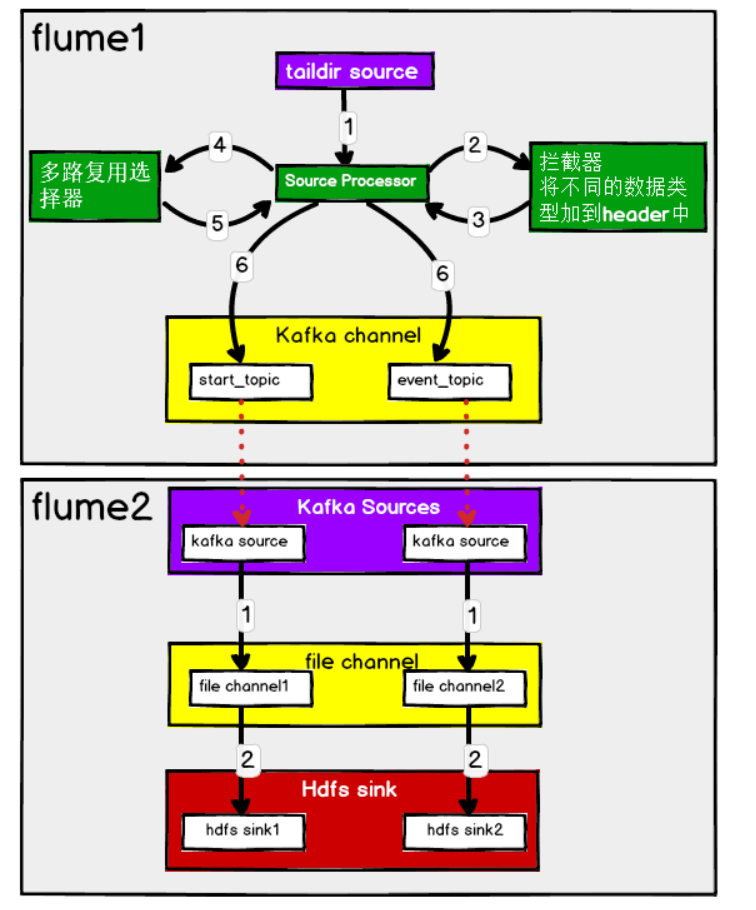 flume1
taildir source
1
4
2
多路复用选
择器
Source Processor
拦截器
将不同的数据类
型加到header中
5
3
6
6
Kafka channel
start_topic
event_topic
flume2
Kafka Sources
kafka source
kafka source
1
1
file channel
file channel1
file channel2
2
2
Hdfs sink
hdfs sink1
hdfs sink2